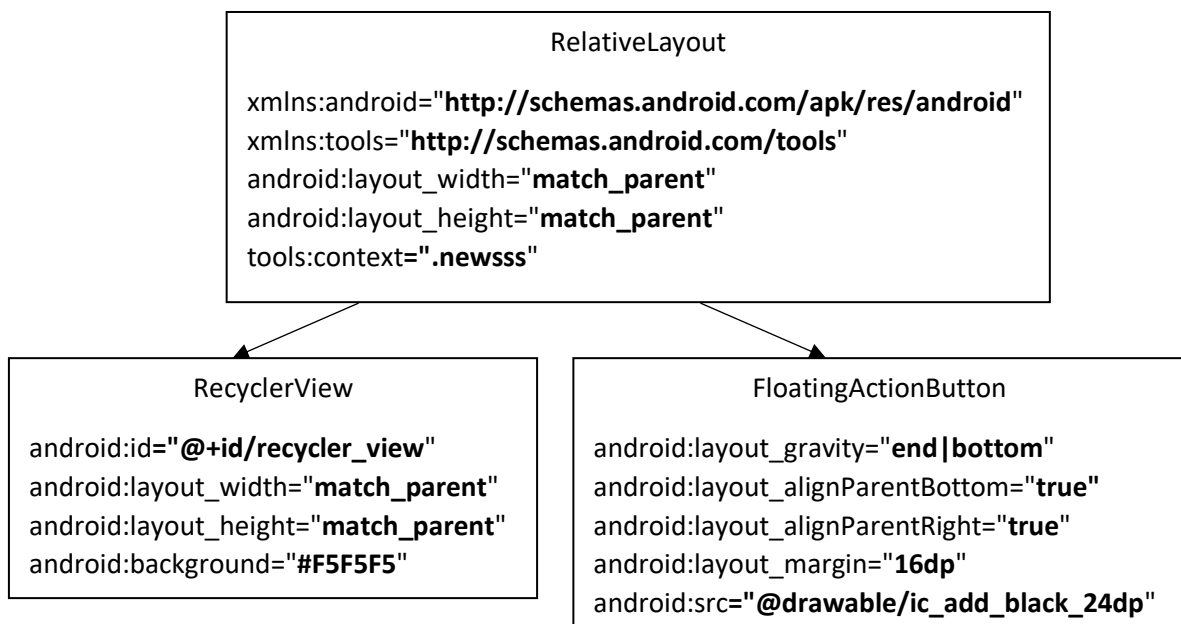 RelativeLayout
xmlns:android="http://schemas.android.com/apk/res/android"
xmlns:tools="http://schemas.android.com/tools"
android:layout_width="match_parent"
android:layout_height="match_parent"
tools:context=".newsss"
RecyclerView
android:id="@+id/recycler_view"
android:layout_width="match_parent"
android:layout_height="match_parent"
android:background="#F5F5F5"
FloatingActionButton
android:layout_gravity="end|bottom"
android:layout_alignParentBottom="true"
android:layout_alignParentRight="true"
android:layout_margin="16dp"
android:src="@drawable/ic_add_black_24dp"